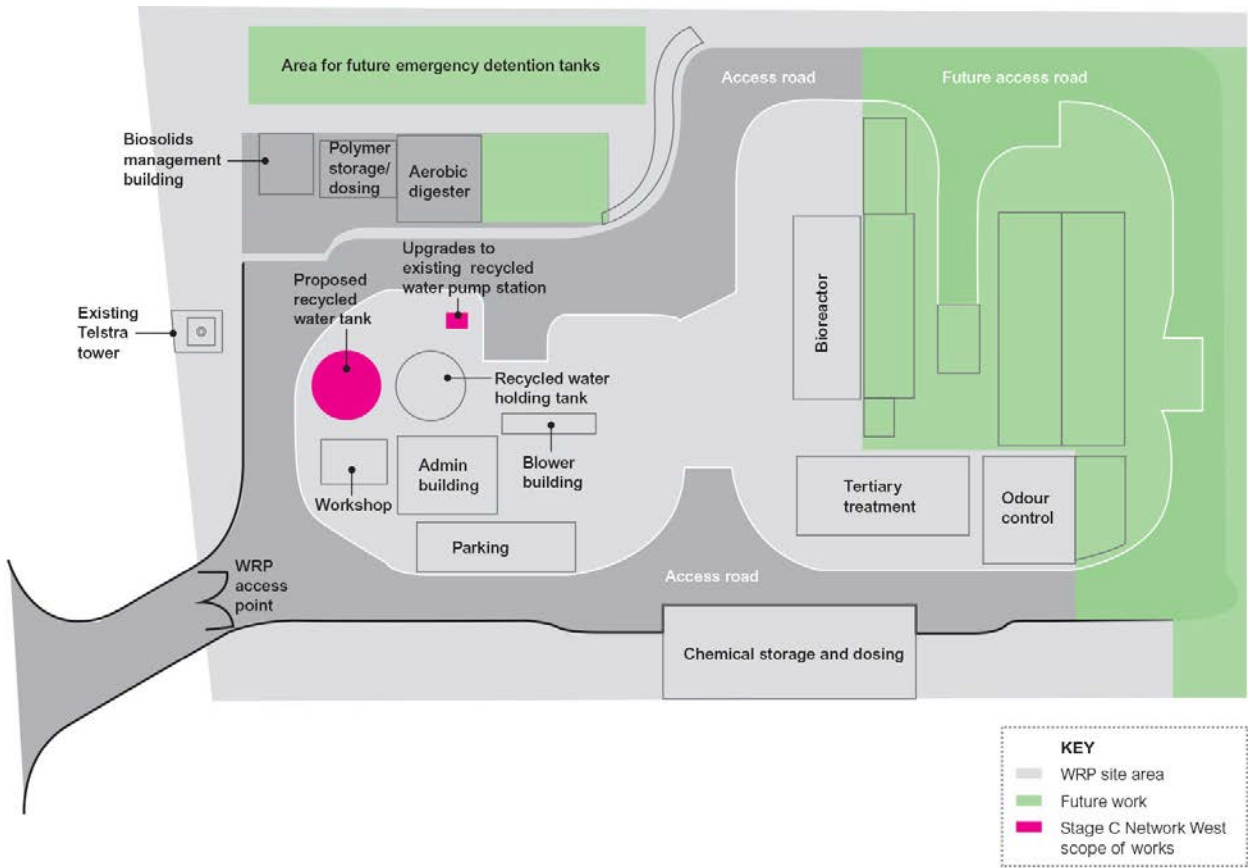 Area for future emergency detention tanks
Access road
Future access road
Biosolids
management
building
Polymer
storage/
dosing
Aerobic
digester
Upgrades to
existing recycled
water pump station
Proposed
recycled
water tank
Existing
Telstra
tower
Bioreactor
Recycled water
holding tank
Admin
building
Blower
building
Workshop
Tertiary
treatment
Odour
control
Parking
WRP
access
point
Access road
Chemical storage and dosing
KEY
WRP site area
Future work
Stage C Network West
scope of works